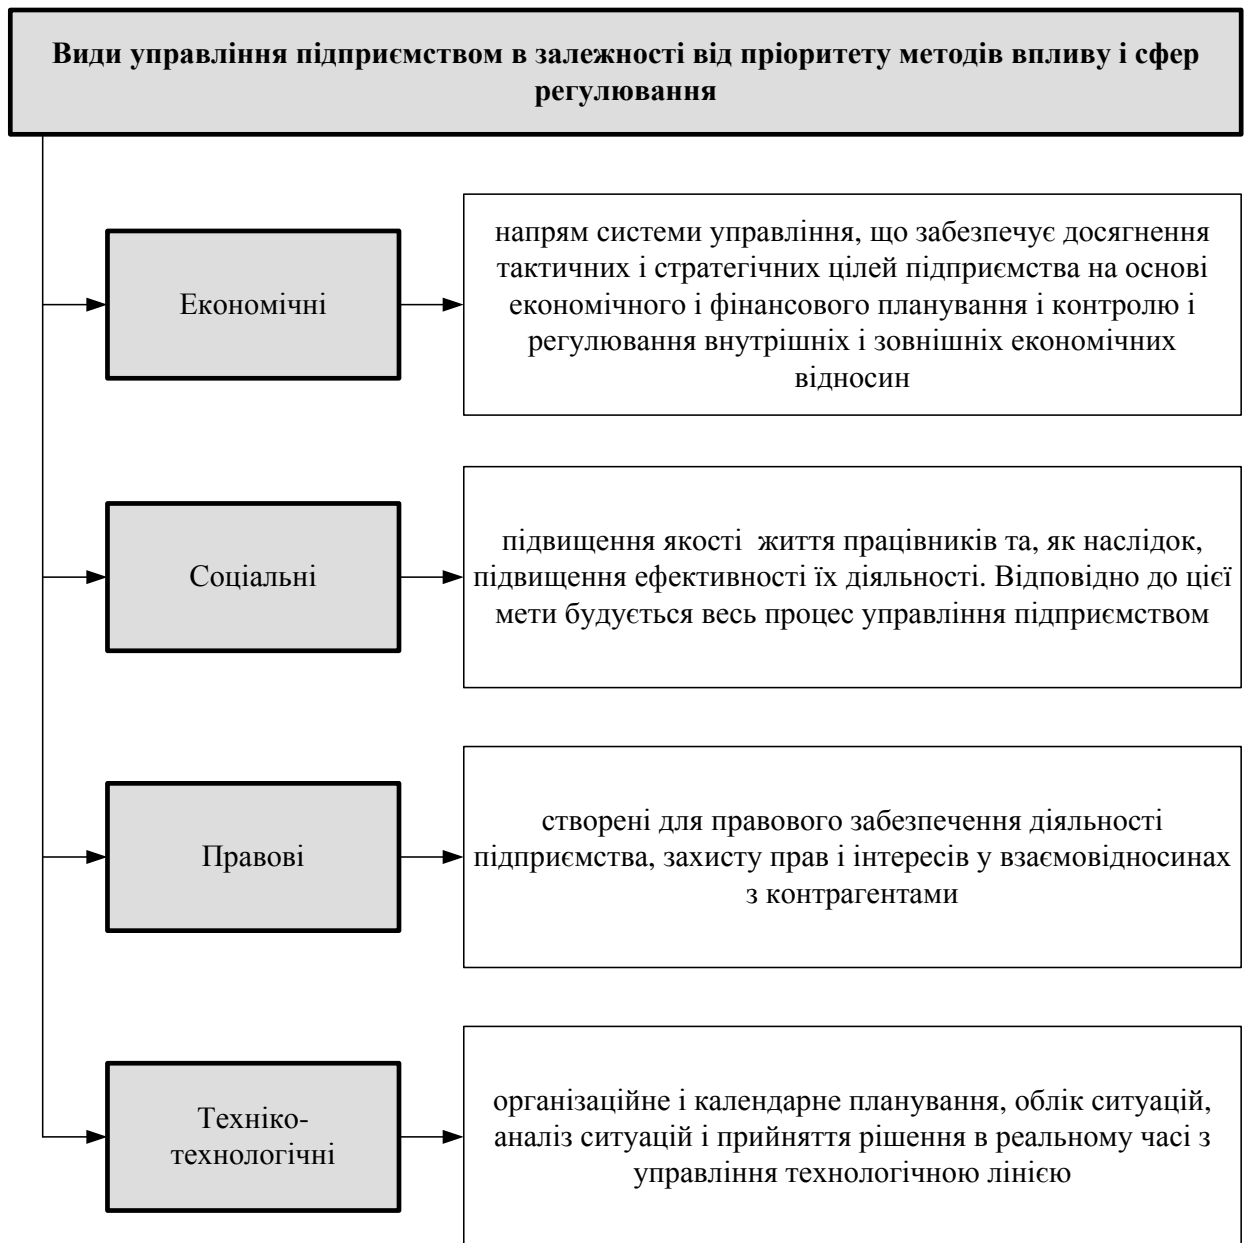 Види управління підприємством в залежності від пріоритету методів впливу і сфер
регулювання
Економічні
напрям системи управління, що забезпечує досягнення
тактичних і стратегічних цілей підприємства на основі
економічного і фінансового планування і контролю і
регулювання внутрішніх і зовнішніх економічних
відносин
Соціальні
підвищення якості  життя працівників та, як наслідок,
підвищення ефективності їх діяльності. Відповідно до цієї
мети будується весь процес управління підприємством
Правові
створені для правового забезпечення діяльності
підприємства, захисту прав і інтересів у взаємовідносинах
з контрагентами
Техніко-
технологічні
організаційне і календарне планування, облік ситуацій,
аналіз ситуацій і прийняття рішення в реальному часі з
управління технологічною лінією